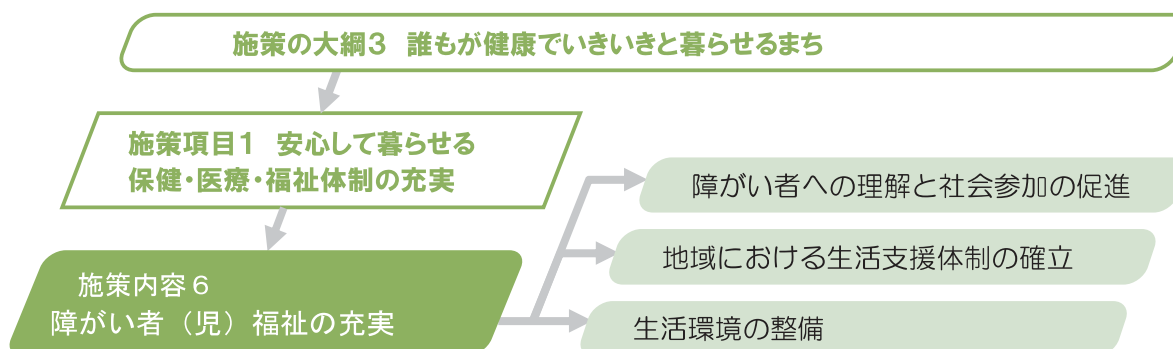 施策の大綱3 誰もが健康でいきいきと暮らせるまち
施策項目1 安心して暮らせる
保健・医療・福祉体制の充実
施策内容6
障がい者（児）福祉の充実
障がい者への理解と社会参加の促進
地域における生活支援体制の確立
生活環境の整備